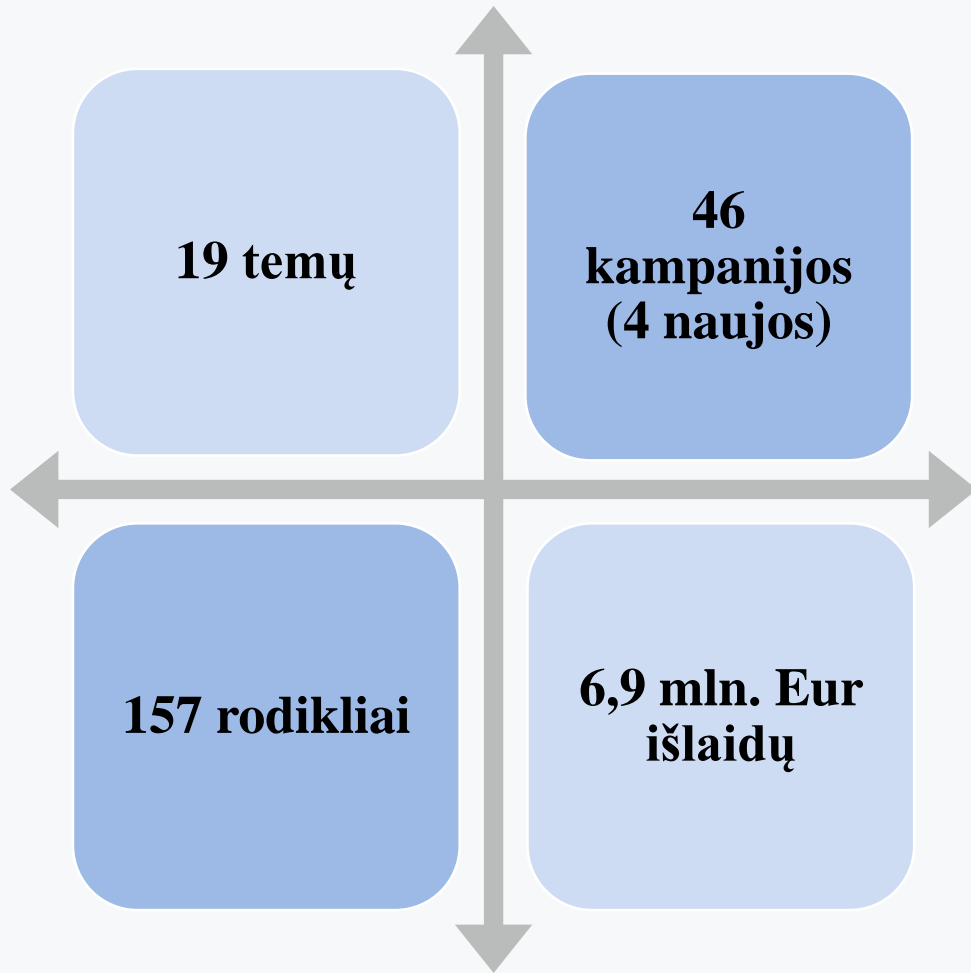 19 temų
46
kampanijos
(4 naujos)
157 rodikliai
6,9 mln. Eur
išlaidų